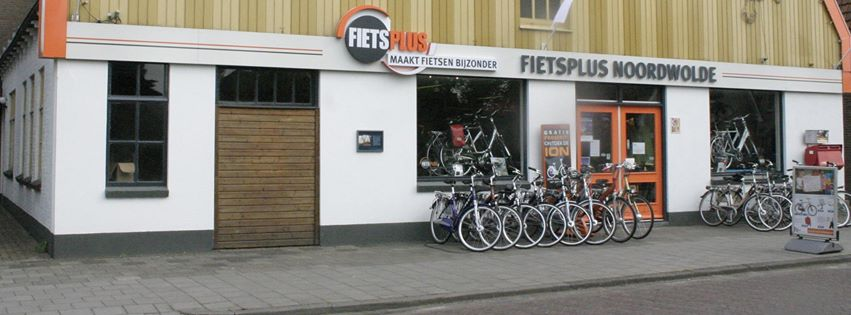 FIETSPLUS
MAAKT FIETSEN BIJZONDER
FIETSPLUS NOORDWOLDE
GRATIS
ION